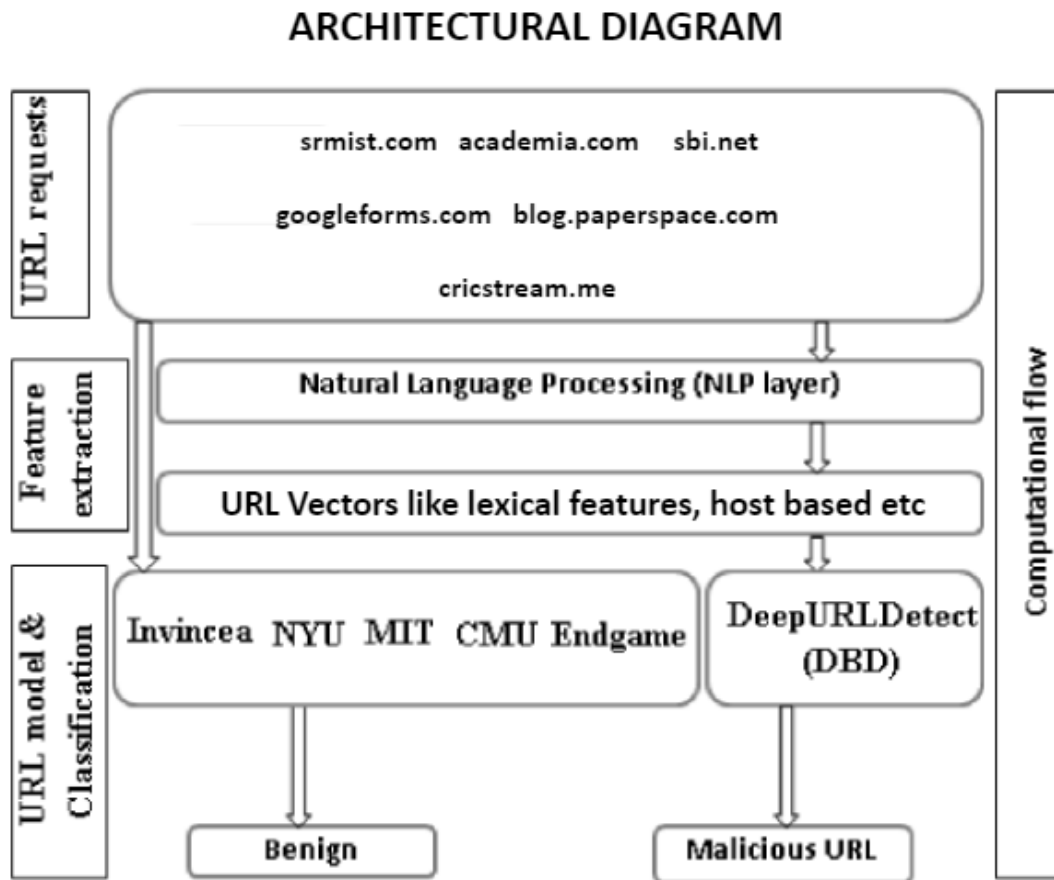 ARCHITECTURAL DIAGRAM
URL requests
srmist.com academia.com sbi.net
googleforms.com blog.paperspace.com
cricstream.me
Feature
extraction
Natural Language Processing (NLP layer)
URL Vectors like lexical features, host based etc
URL model &
Classification
Invincea NYU MIT CMU Endgame
DeepURLDetect
(DBD)
Benign
Malicious URL
Computational flow